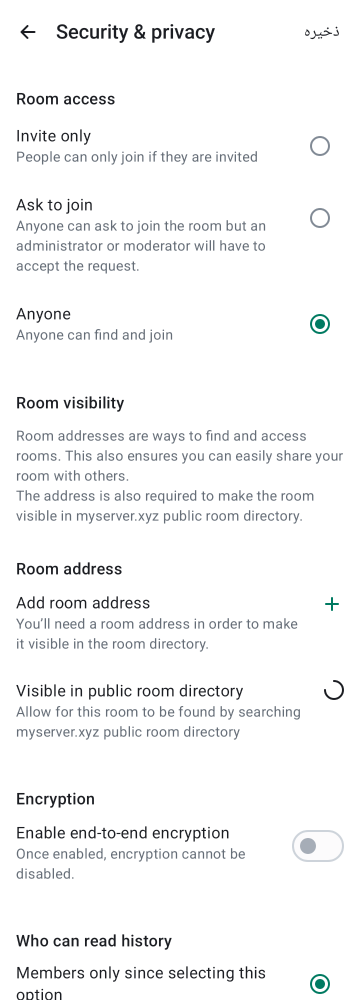 Security & privacy
ذخیره
Room access
Invite only
People can only join if they are invited
Ask to join
Anyone can ask to join the room but an
administrator or moderator will have to
accept the request.
Anyone
Anyone can find and join
Room visibility
Room addresses are ways to find and access
rooms. This also ensures you can easily share your
room with others.
The address is also required to make the room
visible in myserver.xyz public room directory.
Room address
Add room address
You’ll need a room address in order to make
it visible in the room directory.
Visible in public room directory
Allow for this room to be found by searching
myserver.xyz public room directory
Encryption
Enable end-to-end encryption
Once enabled, encryption cannot be
disabled.
Who can read history
Members only since selecting this
option